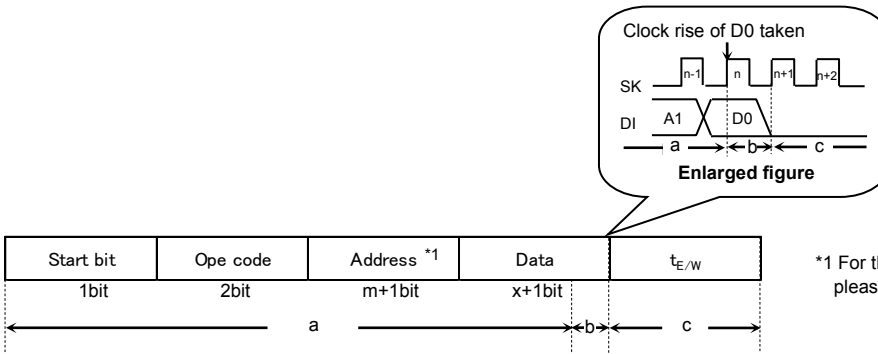 Clock rise of D0 taken
SK n-1 n n+1 n+2
DI A1 D0
a b c
Enlarged figure
Start bit Ope code Address *1 Data tE/W
1bit 2bit m+1bit x+1bit
a b c
*1 For th
pleas